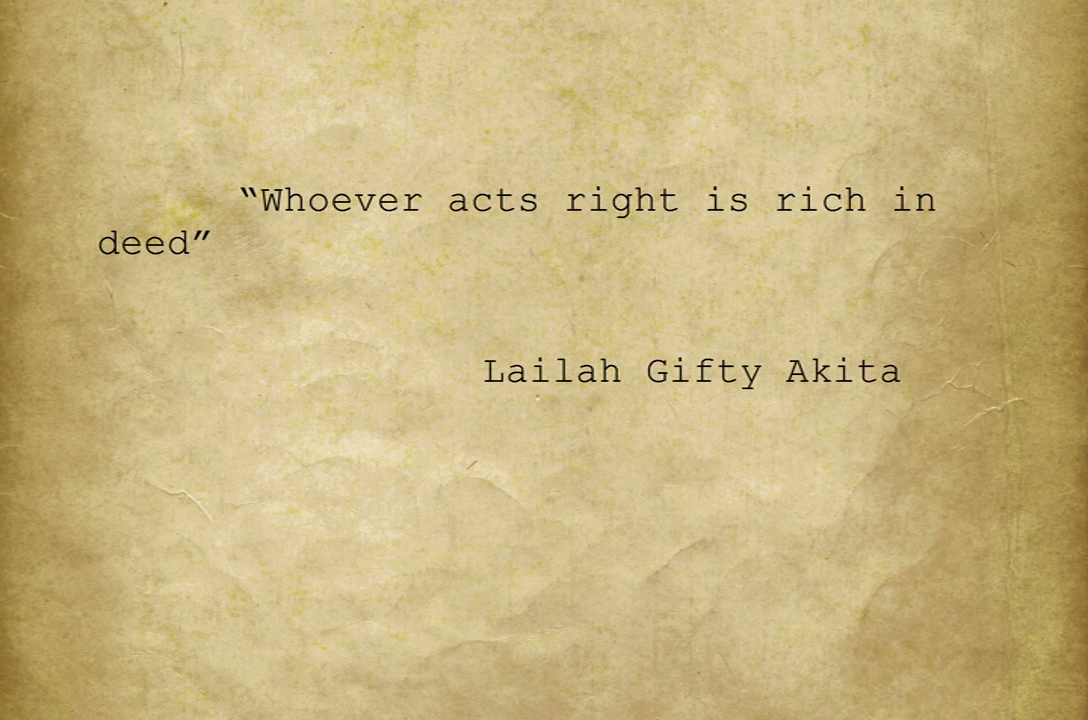 “Whoever acts right is rich in
deed”
Lailah Gifty Akita